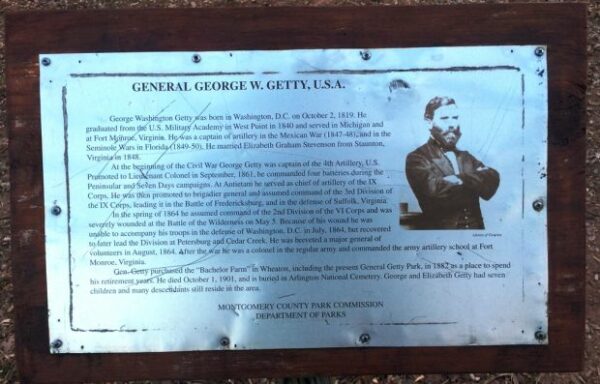 GENERAL GEORGE W. GETTY, U.S.A.
George Washington Getty was born in Washington, D.C. on October 2, 1819. He
graduated from the U.S. Military Academy in West Point in 1840 and served in Michigan and
at Fort Monroe, Virginia. He was a captain of artillery in the Mexican War (1847-48) and in the
Seminole Wars in Florida (1849-50). He married Elizabeth Graham Stevenson from Staunton,
Virginia in 1848.
At the beginning of the Civil War George Getty was captain of the 4th Artillery, U.S.
Promoted to Lieutenant Colonel in September, 1861, he commanded four batteries during the
Peninsular and Seven Days campaigns. At Antietam he served as chief of artillery of the IX
Corps. He was then promoted to brigadier general and assumed command of the 3rd Division of
the IX Corps, leading it in the Battle of Fredericksburg, and in the defense of Suffolk, Virginia.
In the spring of 1864 he assumed command of the 2nd Division of the VI Corps and was
severely wounded at the Battle of the Wilderness on May 5. Because of his wound he was
unable to accompany his troops in the defense of Washington, D.C. in July, 1864, but recovered
to later lead the Division at Petersburg and Cedar Creek. He was breveted a major general of
volunteers in August, 1864. After the war he was a colonel in the regular army and commanded the army artillery school at Fort
Monroe, Virginia.
Gen. Getty purchased the "Bachelor Farm" in Wheaton, including the present General Getty Park, in 1882 as a place to spend
his retirement years. He died October 1, 1901, and is buried in Arlington National Cemetery. George and Elizabeth Getty had seven
children and many descendants still reside in the area.
Library of Congress
MONTGOMERY COUNTY PARK COMMISSION
DEPARTMENT OF PARKS